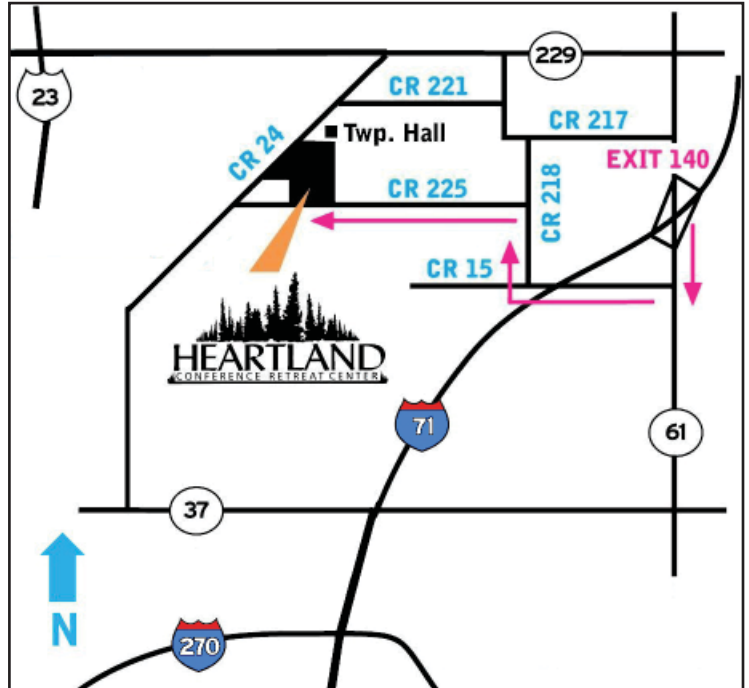 229
23
CR 221
CR 217
Twp. Hall
CR 24
EXIT 140
CR 225
CR 218
CR 15
HEARTLAND
CONFERENCE RETREAT CENTER
71
61
37
N
270